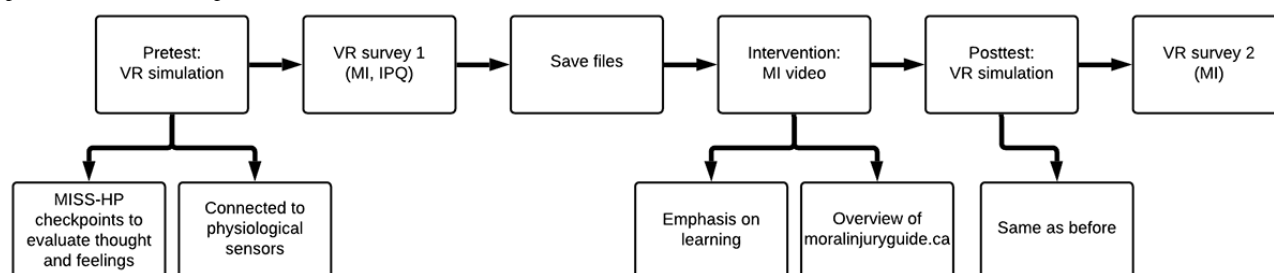 Pretest:
VR simulation
VR survey 1
(MI, IPQ)
Save files
Intervention:
MI video
Posttest:
VR simulation
VR survey 2
(MI)
MISS-HP
checkpoints to
evaluate thought
and feelings
Connected to
physiological
sensors
Emphasis on
learning
Overview of
moralinjuryguide.ca
Same as before